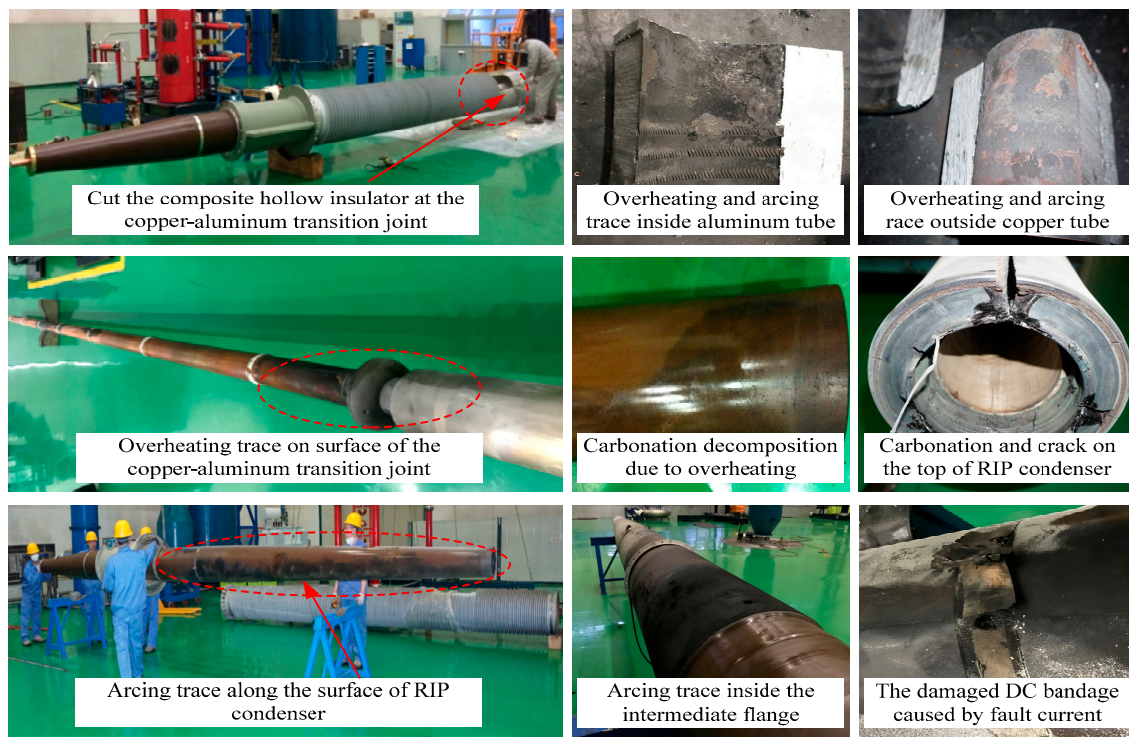 Cut the composite hollow insulator at the
copper-aluminum transition joint
Overheating and arcing
trace inside aluminum tube
Overheating and arcing
race outside copper tube
Overheating trace on surface of the
copper-aluminum transition joint
Carbonation decomposition
due to overheating
Carbonation and crack on
the top of RIP condenser
Arcing trace along the surface of RIP
condenser
Arcing trace inside the
intermediate flange
The damaged DC bandage
caused by fault current